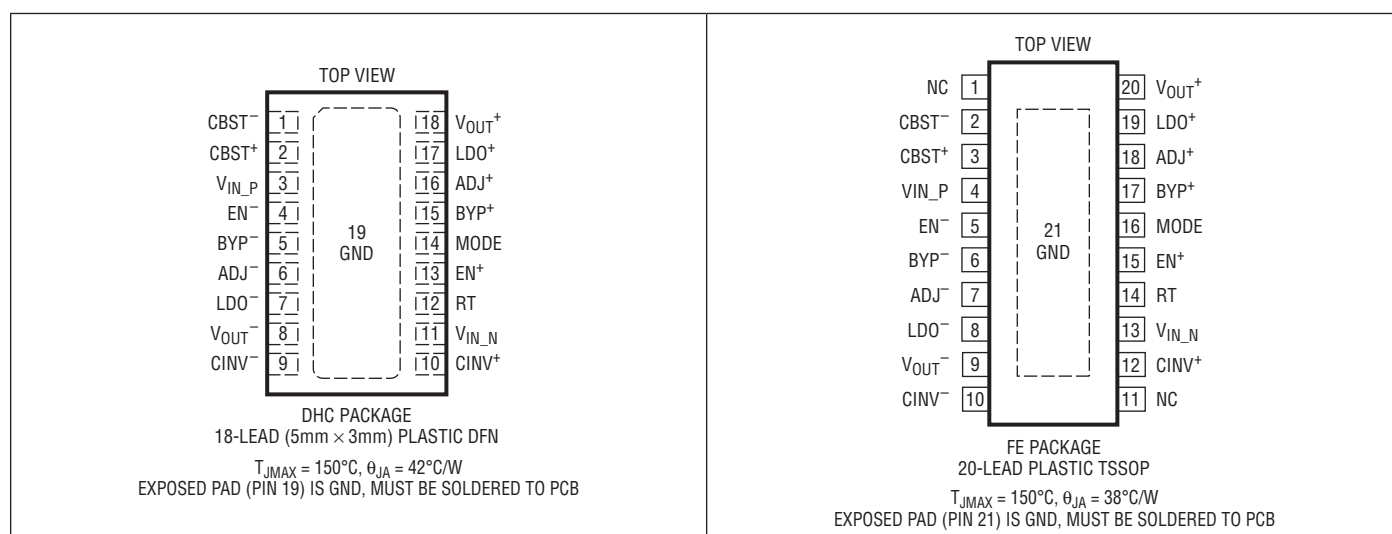 TOP VIEW
CBST⁻ 1 18 VOUT⁺
CBST⁺ 2 17 LDO⁺
VIN_P 3 16 ADJ⁺
EN⁻ 4 15 BYP⁺
BYP⁻ 5 14 MODE
ADJ⁻ 6 13 EN⁺
LDO⁻ 7 12 RT
VOUT⁻ 8 11 VIN_N
CINV⁻ 9 10 CINV⁺
19
GND
DHC PACKAGE
18-LEAD (5mm × 3mm) PLASTIC DFN
TJMAX = 150°C, θJA = 42°C/W
EXPOSED PAD (PIN 19) IS GND, MUST BE SOLDERED TO PCB
TOP VIEW
NC 1 20 VOUT⁺
CBST⁻ 2 19 LDO⁺
CBST⁺ 3 18 ADJ⁺
VIN_P 4 17 BYP⁺
EN⁻ 5 16 MODE
BYP⁻ 6 15 EN⁺
ADJ⁻ 7 14 RT
LDO⁻ 8 13 VIN_N
VOUT⁻ 9 12 CINV⁺
CINV⁻ 10 11 NC
21
GND
FE PACKAGE
20-LEAD PLASTIC TSSOP
TJMAX = 150°C, θJA = 38°C/W
EXPOSED PAD (PIN 21) IS GND, MUST BE SOLDERED TO PCB